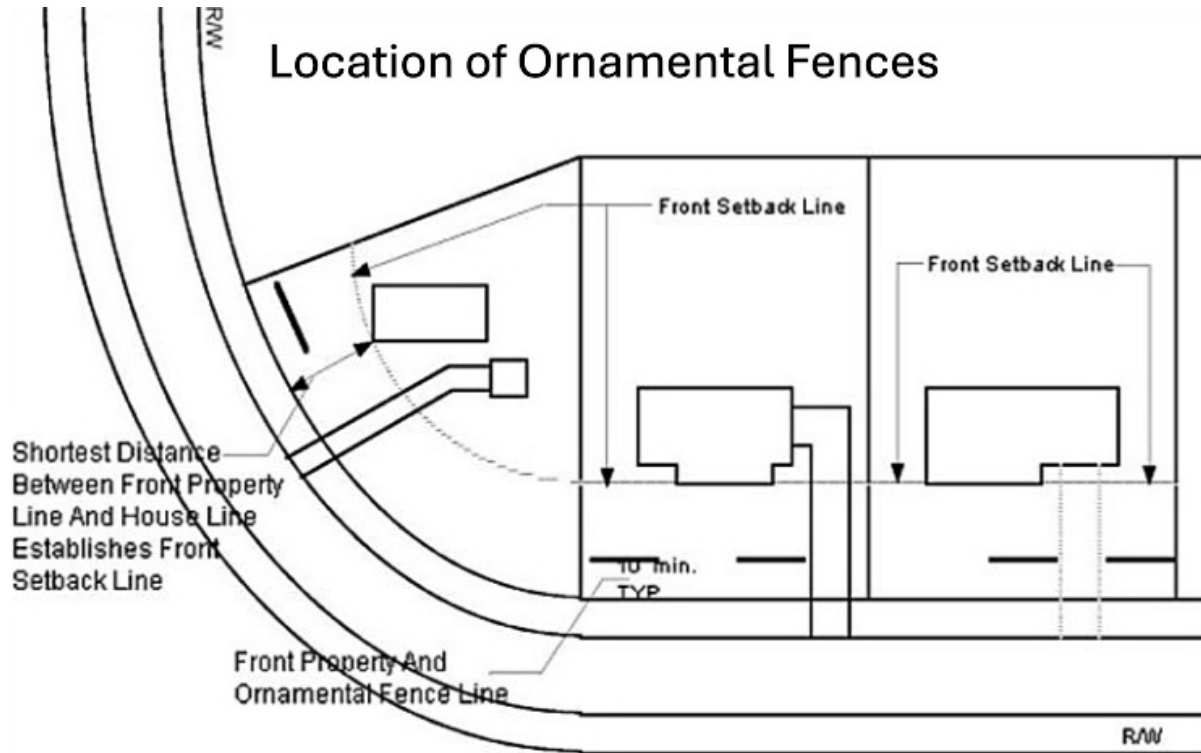 R/W
Location of Ornamental Fences
Front Setback Line
Front Setback Line
Shortest Distance
Between Front Property
Line And House Line
Establishes Front
Setback Line
10' min.
TYP
Front Property And
Ornamental Fence Line
R/W